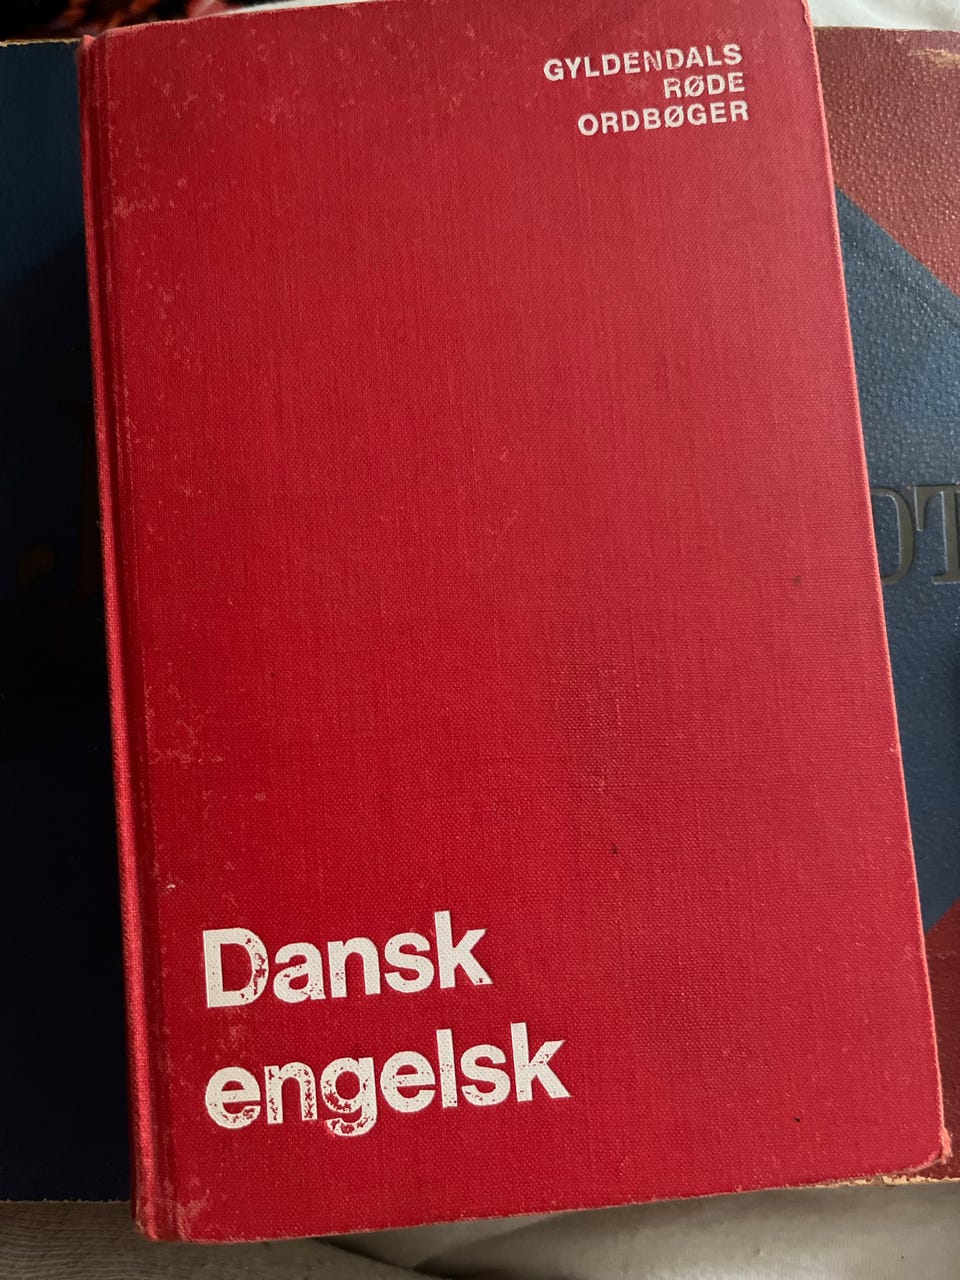 GYLDENDALS
RØDE
ORDBØGER
Dansk
engelsk